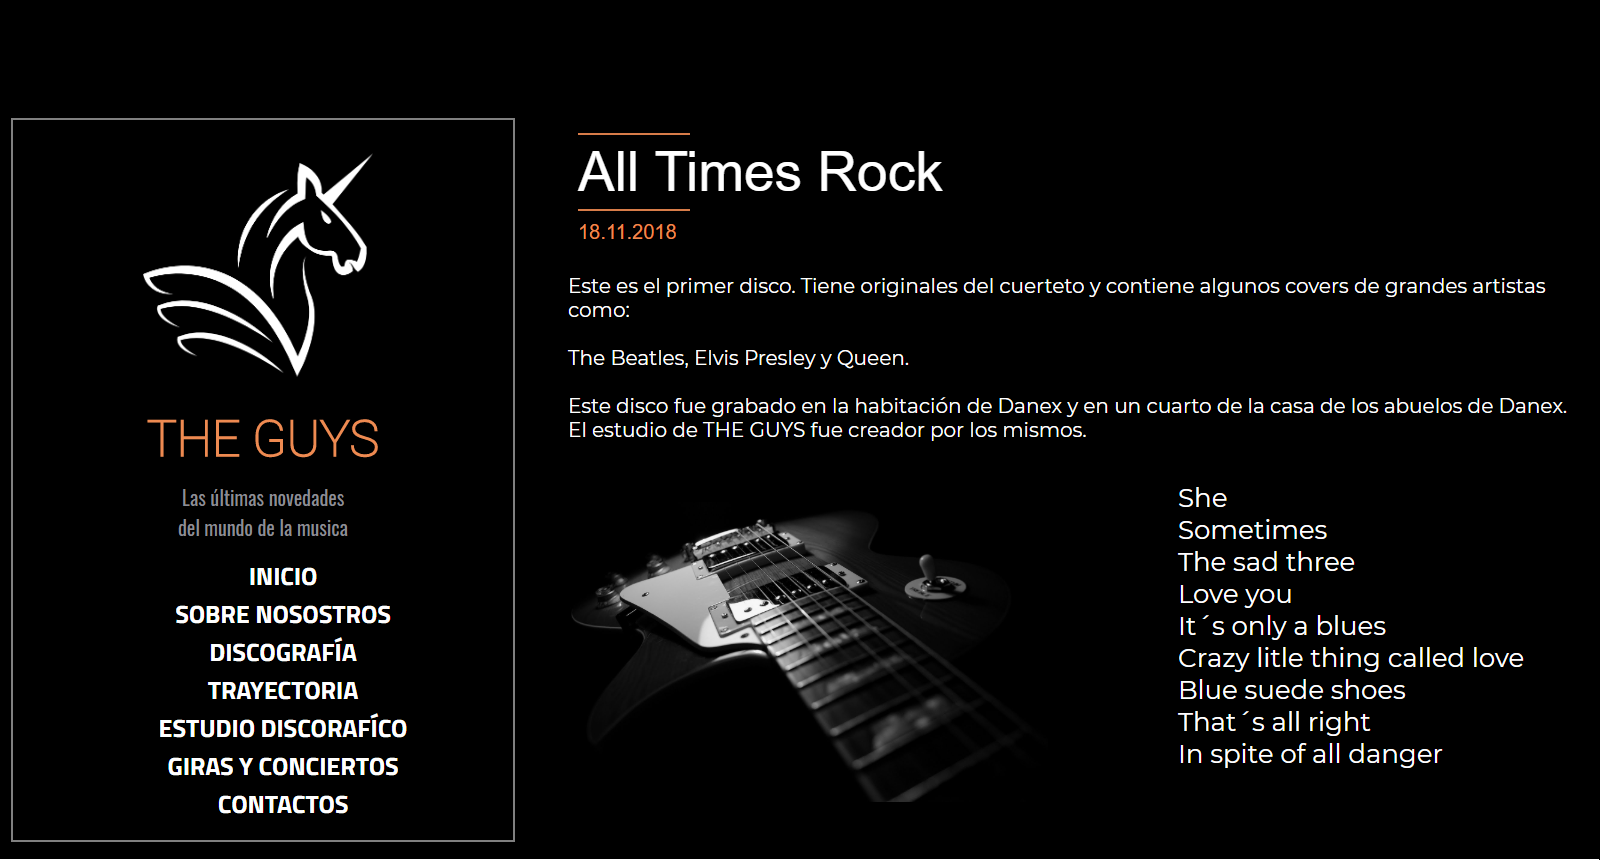 THE GUYS
Las últimas novedades
del mundo de la musica
INICIO
SOBRE NOSOSTROS
DISCOGRAFÍA
TRAYECTORIA
ESTUDIO DISCORAFÍCO
GIRAS Y CONCIERTOS
CONTACTOS
All Times Rock
18.11.2018
Este es el primer disco. Tiene originales del cuerteto y contiene algunos covers de grandes artistas
como:
The Beatles, Elvis Presley y Queen.
Este disco fue grabado en la habitación de Danex y en un cuarto de la casa de los abuelos de Danex.
El estudio de THE GUYS fue creador por los mismos.
She
Sometimes
The sad three
Love you
It´s only a blues
Crazy litle thing called love
Blue suede shoes
That´s all right
In spite of all danger